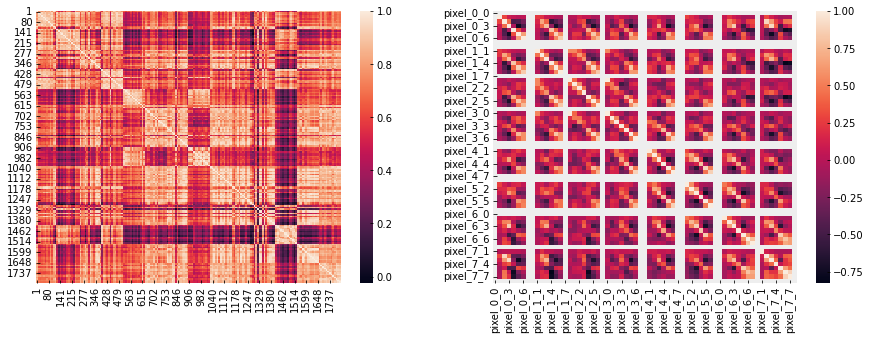 1
80
141
215
277
346
428
479
563
615
702
753
846
906
982
1040
1112
1178
1247
1329
1380
1462
1514
1599
1648
1737
1
80
141
215
277
346
428
479
563
615
702
753
846
906
982
1040
1112
1178
1247
1329
1380
1462
1514
1599
1648
1737
1.0
0.8
0.6
0.4
0.2
0.0
pixel_0_0
pixel_0_3
pixel_0_6
pixel_1_1
pixel_1_4
pixel_1_7
pixel_2_2
pixel_2_5
pixel_3_0
pixel_3_3
pixel_3_6
pixel_4_1
pixel_4_4
pixel_4_7
pixel_5_2
pixel_5_5
pixel_6_0
pixel_6_3
pixel_6_6
pixel_7_1
pixel_7_4
pixel_7_7
pixel_0_0
pixel_0_3
pixel_0_6
pixel_1_1
pixel_1_4
pixel_1_7
pixel_2_2
pixel_2_5
pixel_3_0
pixel_3_3
pixel_3_6
pixel_4_1
pixel_4_4
pixel_4_7
pixel_5_2
pixel_5_5
pixel_6_0
pixel_6_3
pixel_6_6
pixel_7_1
pixel_7_4
pixel_7_7
1.00
0.75
0.50
0.25
0.00
-0.25
-0.50
-0.75